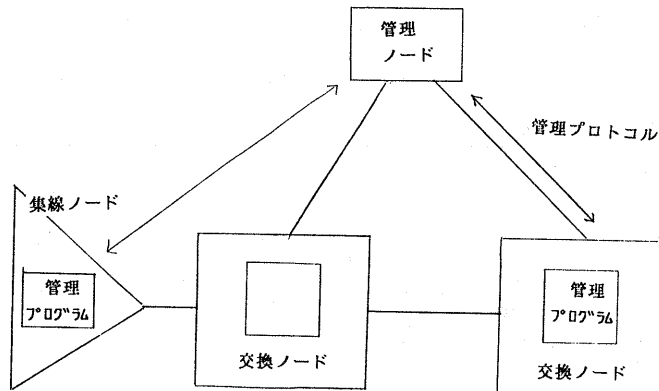 管理
ノード
管理プロトコル
集線ノード
管理
プログラム
交換ノード
管理
プログラム
交換ノード